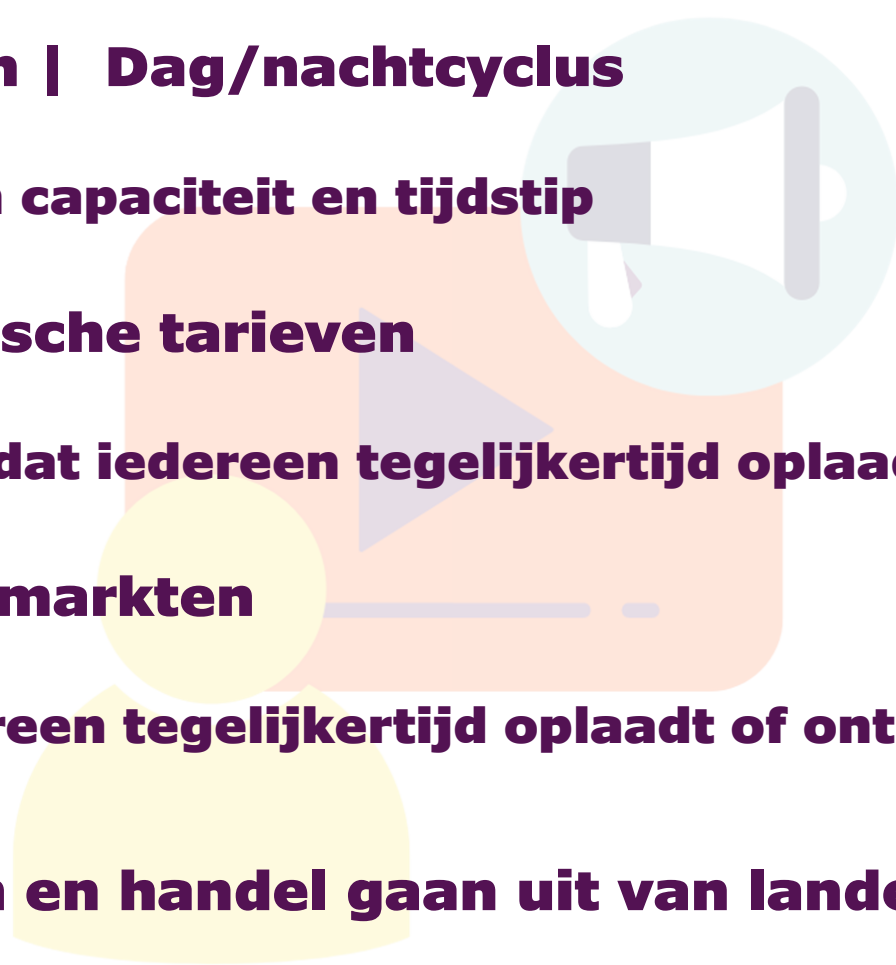 n | Dag/nachtcyclus
n capaciteit en tijdstip
sche tarieven
dat iedereen tegelijkertijd oplaad
markten
reen tegelijkertijd oplaadt of ont
n en handel gaan uit van lande